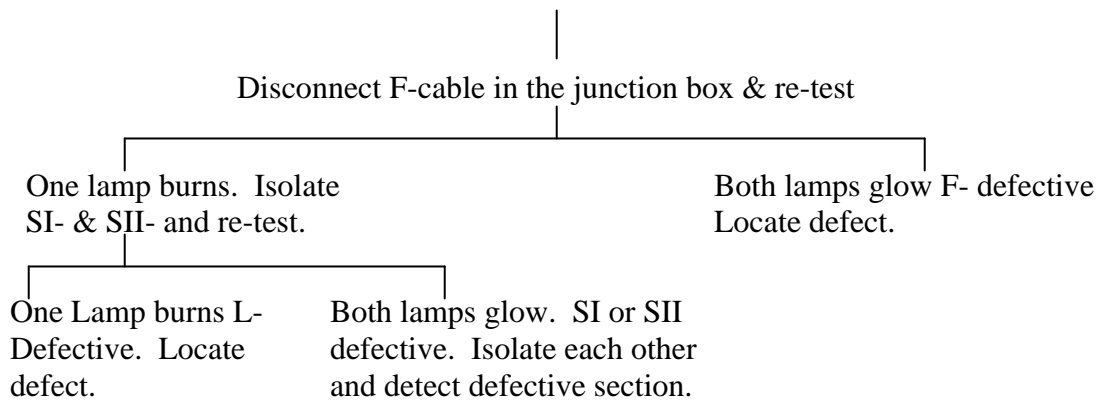 Disconnect F-cable in the junction box & re-test
One lamp burns. Isolate
SI- & SII- and re-test.
Both lamps glow F- defective
Locate defect.
One Lamp burns L-
Defective. Locate
defect.
Both lamps glow. SI or SII
defective. Isolate each other
and detect defective section.